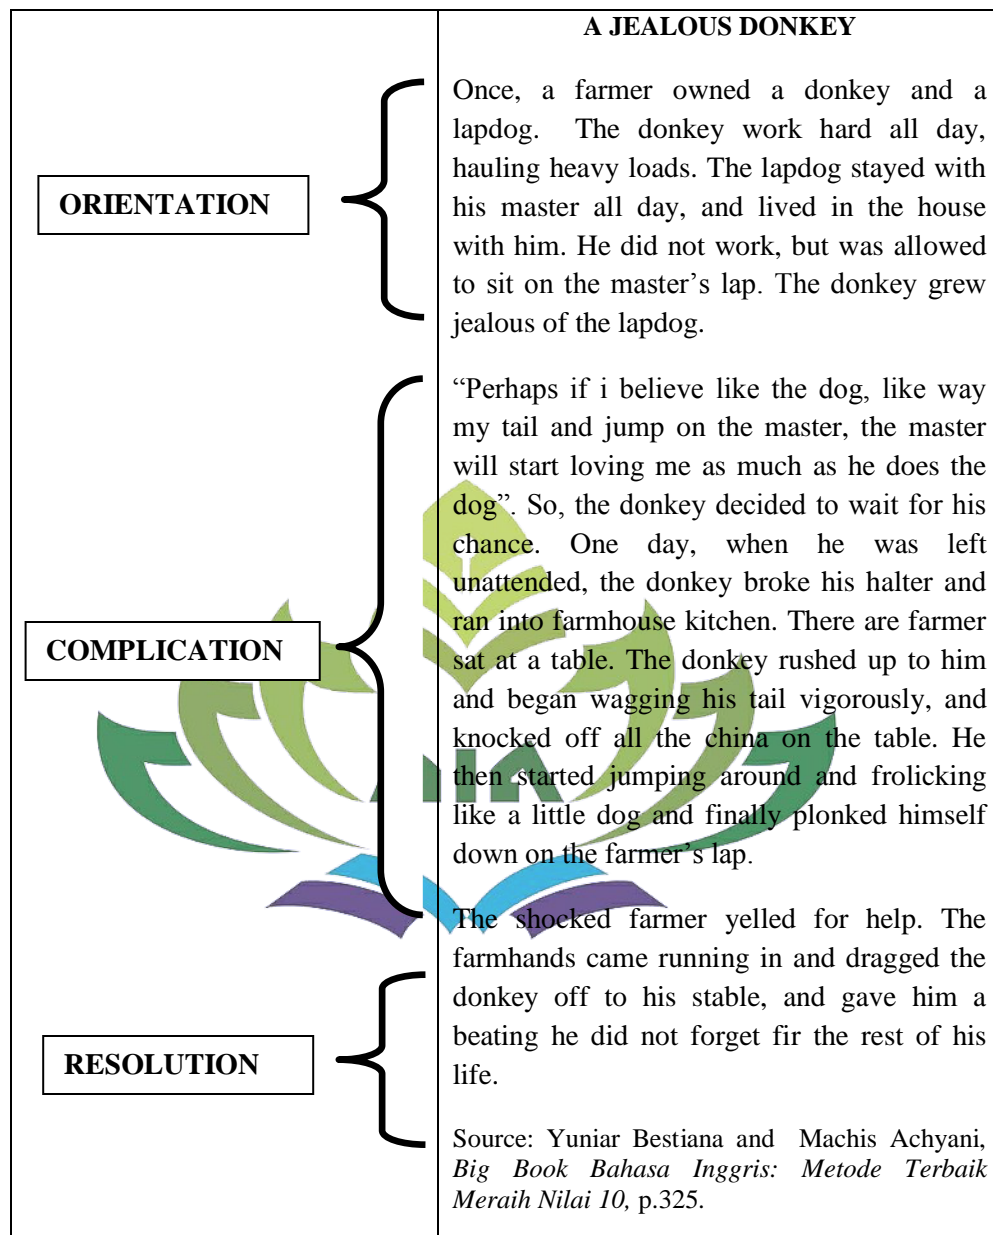 A JEALOUS DONKEY
ORIENTATION
Once, a farmer owned a donkey and a
lapdog. The donkey work hard all day,
hauling heavy loads. The lapdog stayed with
his master all day, and lived in the house
with him. He did not work, but was allowed
to sit on the master’s lap. The donkey grew
jealous of the lapdog.
COMPLICATION
“Perhaps if i believe like the dog, like way
my tail and jump on the master, the master
will start loving me as much as he does the
dog”. So, the donkey decided to wait for his
chance. One day, when he was left
unattended, the donkey broke his halter and
ran into farmhouse kitchen. There are farmer
sat at a table. The donkey rushed up to him
and began wagging his tail vigorously, and
knocked off all the china on the table. He
then started jumping around and frolicking
like a little dog and finally plonked himself
down on the farmer’s lap.
RESOLUTION
The shocked farmer yelled for help. The
farmhands came running in and dragged the
donkey off to his stable, and gave him a
beating he did not forget fir the rest of his
life.
Source: Yuniar Bestiana and Machis Achyani,
Big Book Bahasa Inggris: Metode Terbaik
Meraih Nilai 10, p.325.